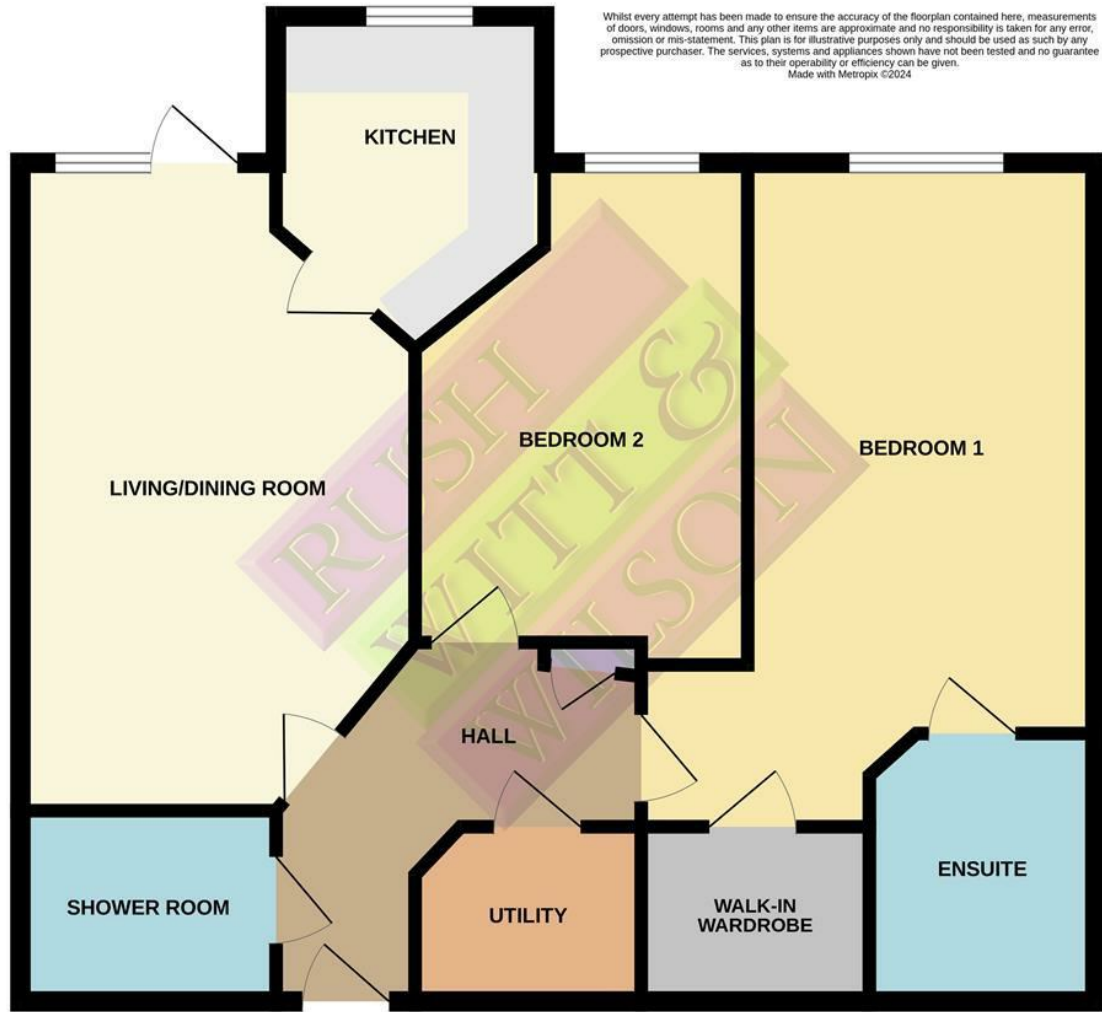 Whilst every attempt has been made to ensure the accuracy of the floorplan contained here, measurements
of doors, windows, rooms and any other items are approximate and no responsibility is taken for any error,
omission or mis-statement. This plan is for illustrative purposes only and should be used as such by any
prospective purchaser. The services, systems and appliances shown have not been tested and no guarantee
as to their operability or efficiency can be given.
Made with Metropix ©2024
KITCHEN
LIVING/DINING ROOM
BEDROOM 2
BEDROOM 1
RUSH
WITT &
WILSON
HALL
SHOWER ROOM
UTILITY
WALK-IN
WARDROBE
ENSUITE